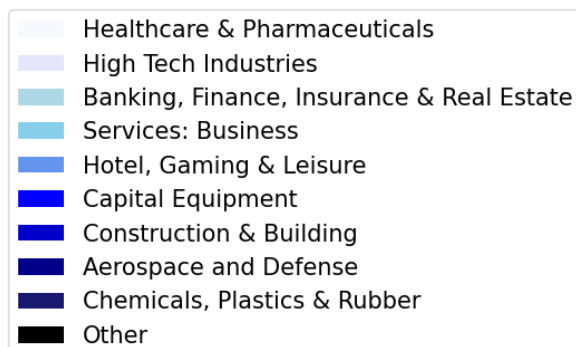 Healthcare & Pharmaceuticals
High Tech Industries
Banking, Finance, Insurance & Real Estate
Services: Business
Hotel, Gaming & Leisure
Capital Equipment
Construction & Building
Aerospace and Defense
Chemicals, Plastics & Rubber
Other